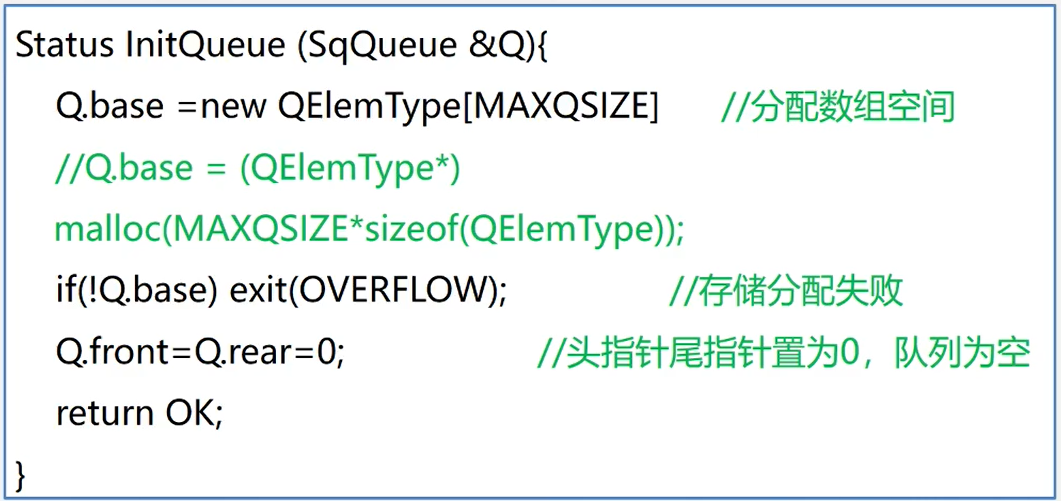 Status InitQueue (SqQueue &Q){
Q.base =new QElemType[MAXQSIZE] //分配数组空间
//Q.base = (QElemType*)
malloc(MAXQSIZE*sizeof(QElemType));
if(!Q.base) exit(OVERFLOW); //存储分配失败
Q.front=Q.rear=0; //头指针尾指针置为0，队列为空
return OK;
}